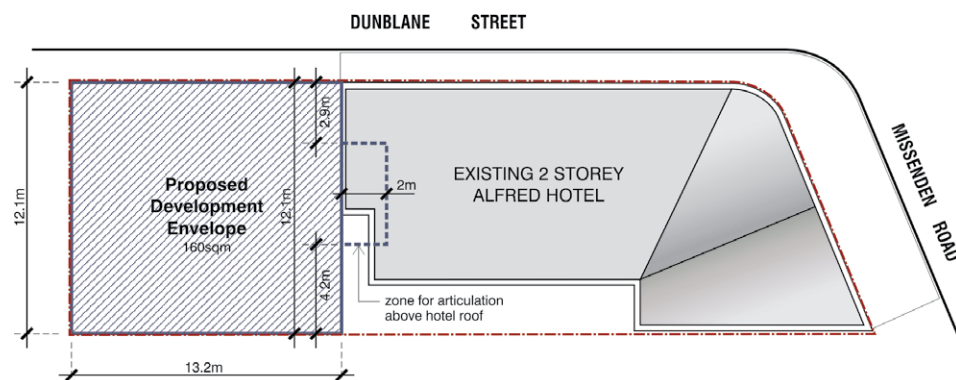 DUNBLANE STREET
2.9m
MISSENDEN ROAD
EXISTING 2 STOREY
ALFRED HOTEL
2m
Proposed
Development
Envelope
160sqm
12.1m
12.1m
4.2m
zone for articulation
above hotel roof
13.2m